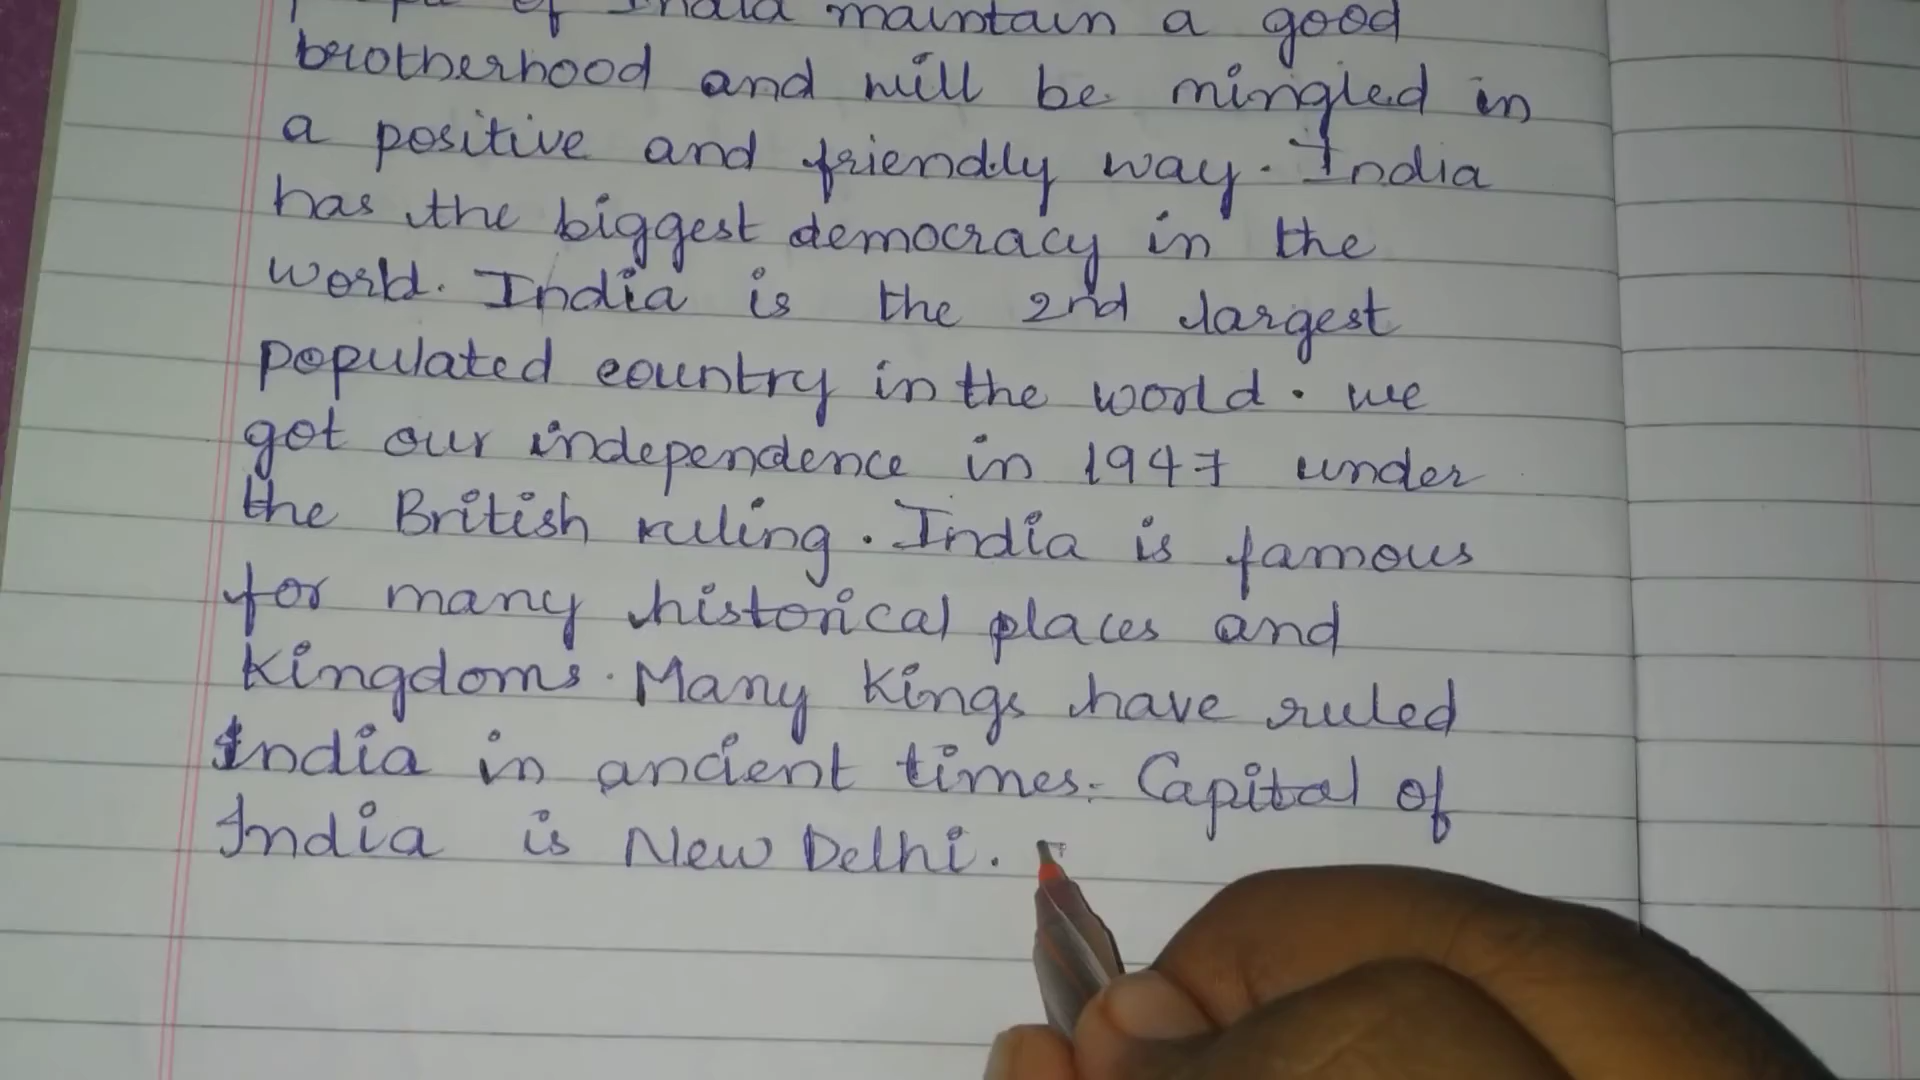 of India maintain a good
brotherhood and will be mingled in
a positive and friendly way. India
has the biggest democracy in the
world. India is the 2nd largest
populated country in the world. we
got our independence in 1947 under
the British ruling. India is famous
for many historical places and
Kingdoms. Many Kings have ruled
India in ancient times. Capital of
India is New Delhi.